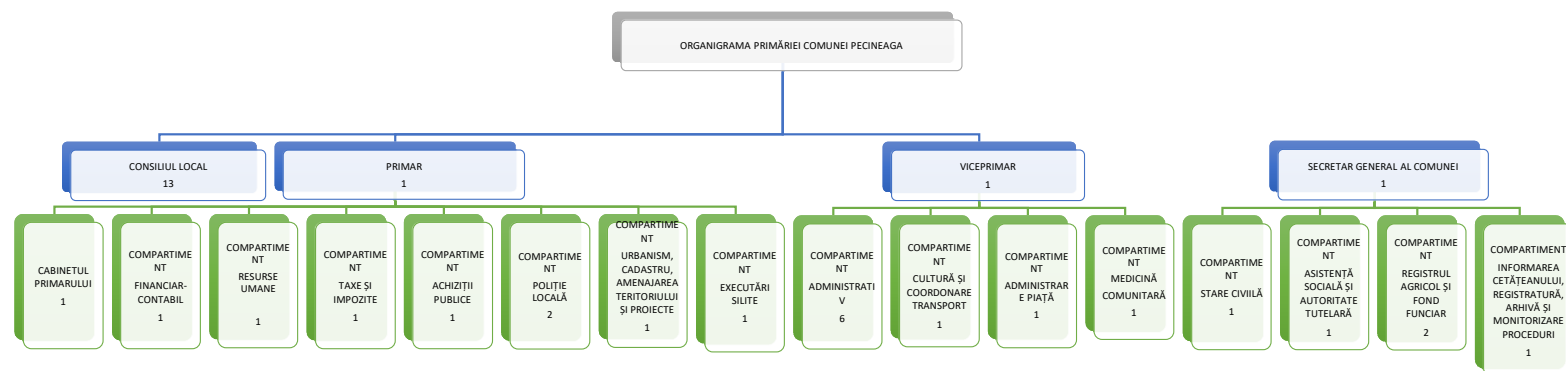 ORGANIGRAMA PRIMĂRIEI COMUNEI PECINEAGA
CONSILIUL LOCAL
13
PRIMAR
1
VICEPRIMAR
1
SECRETAR GENERAL AL COMUNEI
1
CABINETUL
PRIMARULUI
1
COMPARTIME
NT
FINANCIAR-
CONTABIL
1
COMPARTIME
NT
RESURSE
UMANE
1
COMPARTIME
NT
TAXE ȘI
IMPOZITE
1
COMPARTIME
NT
ACHIZIȚII
PUBLICE
1
COMPARTIME
NT
POLIȚIE
LOCALĂ
2
COMPARTIME
NT
URBANISM,
CADASTRU,
AMENAJAREA
TERITORIULUI
ȘI PROIECTE
1
COMPARTIME
NT
EXECUTĂRI
SILITE
1
COMPARTIME
NT
ADMINISTRATI
V
6
COMPARTIME
NT
CULTURĂ ȘI
COORDONARE
TRANSPORT
1
COMPARTIME
NT
ADMINISTRAR
E PIAȚĂ
1
COMPARTIME
NT
MEDICINĂ
COMUNITARĂ
1
COMPARTIME
NT
STARE CIVIILĂ
1
COMPARTIME
NT
ASISTENȚĂ
SOCIALĂ ȘI
AUTORITATE
TUTELARĂ
1
COMPARTIME
NT
REGISTRUL
AGRICOL ȘI
FOND
FUNCIAR
2
COMPARTIMENT
INFORMAREA
CETĂȚEANULUI,
REGISTRATURĂ,
ARHIVĂ ȘI
MONITORIZARE
PROCEDURI
1